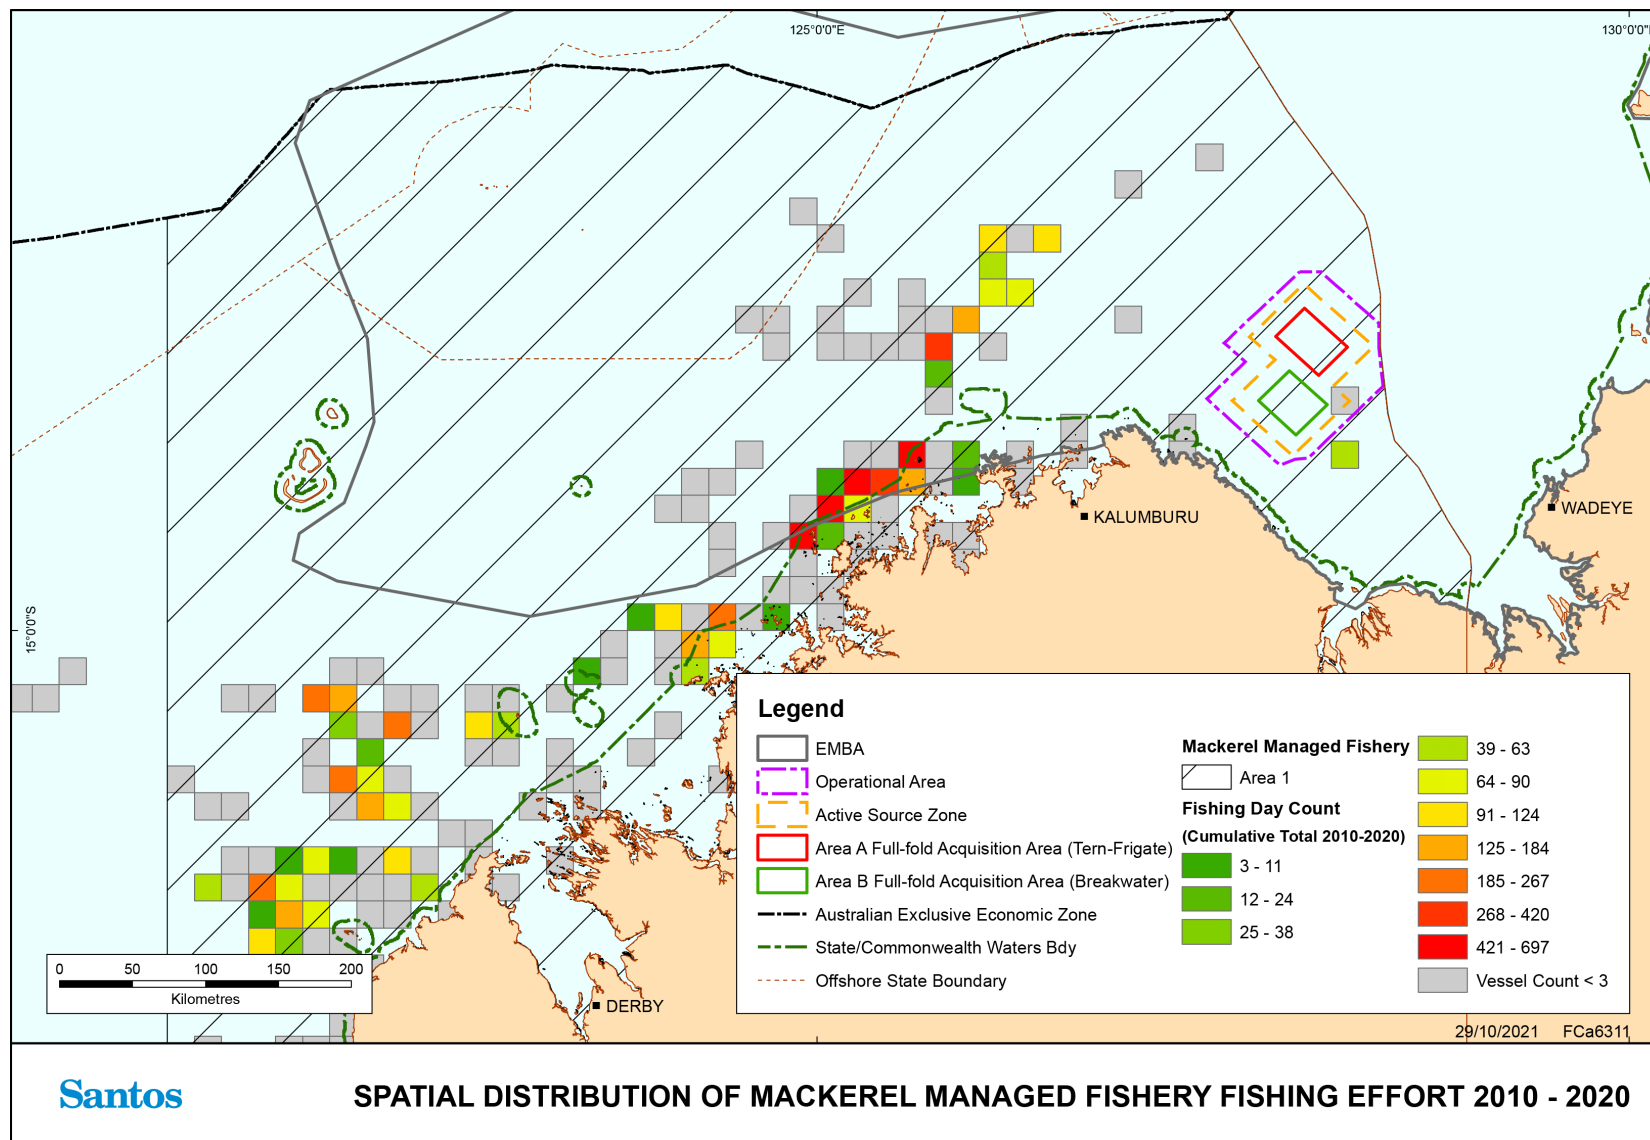 125°0'0"E
130°0'0"E
15°0'0"S
KALUMBURU
WADEYE
DERBY
Legend
EMBA
Operational Area
Active Source Zone
Area A Full-fold Acquisition Area (Tern-Frigate)
Area B Full-fold Acquisition Area (Breakwater)
Australian Exclusive Economic Zone
State/Commonwealth Waters Bdy
Offshore State Boundary
Mackerel Managed Fishery
Area 1
Fishing Day Count
(Cumulative Total 2010-2020)
3 - 11
12 - 24
25 - 38
39 - 63
64 - 90
91 - 124
125 - 184
185 - 267
268 - 420
421 - 697
Vessel Count < 3
0 50 100 150 200
Kilometres
29/10/2021 FCa6311
Santos
SPATIAL DISTRIBUTION OF MACKEREL MANAGED FISHERY FISHING EFFORT 2010 - 2020